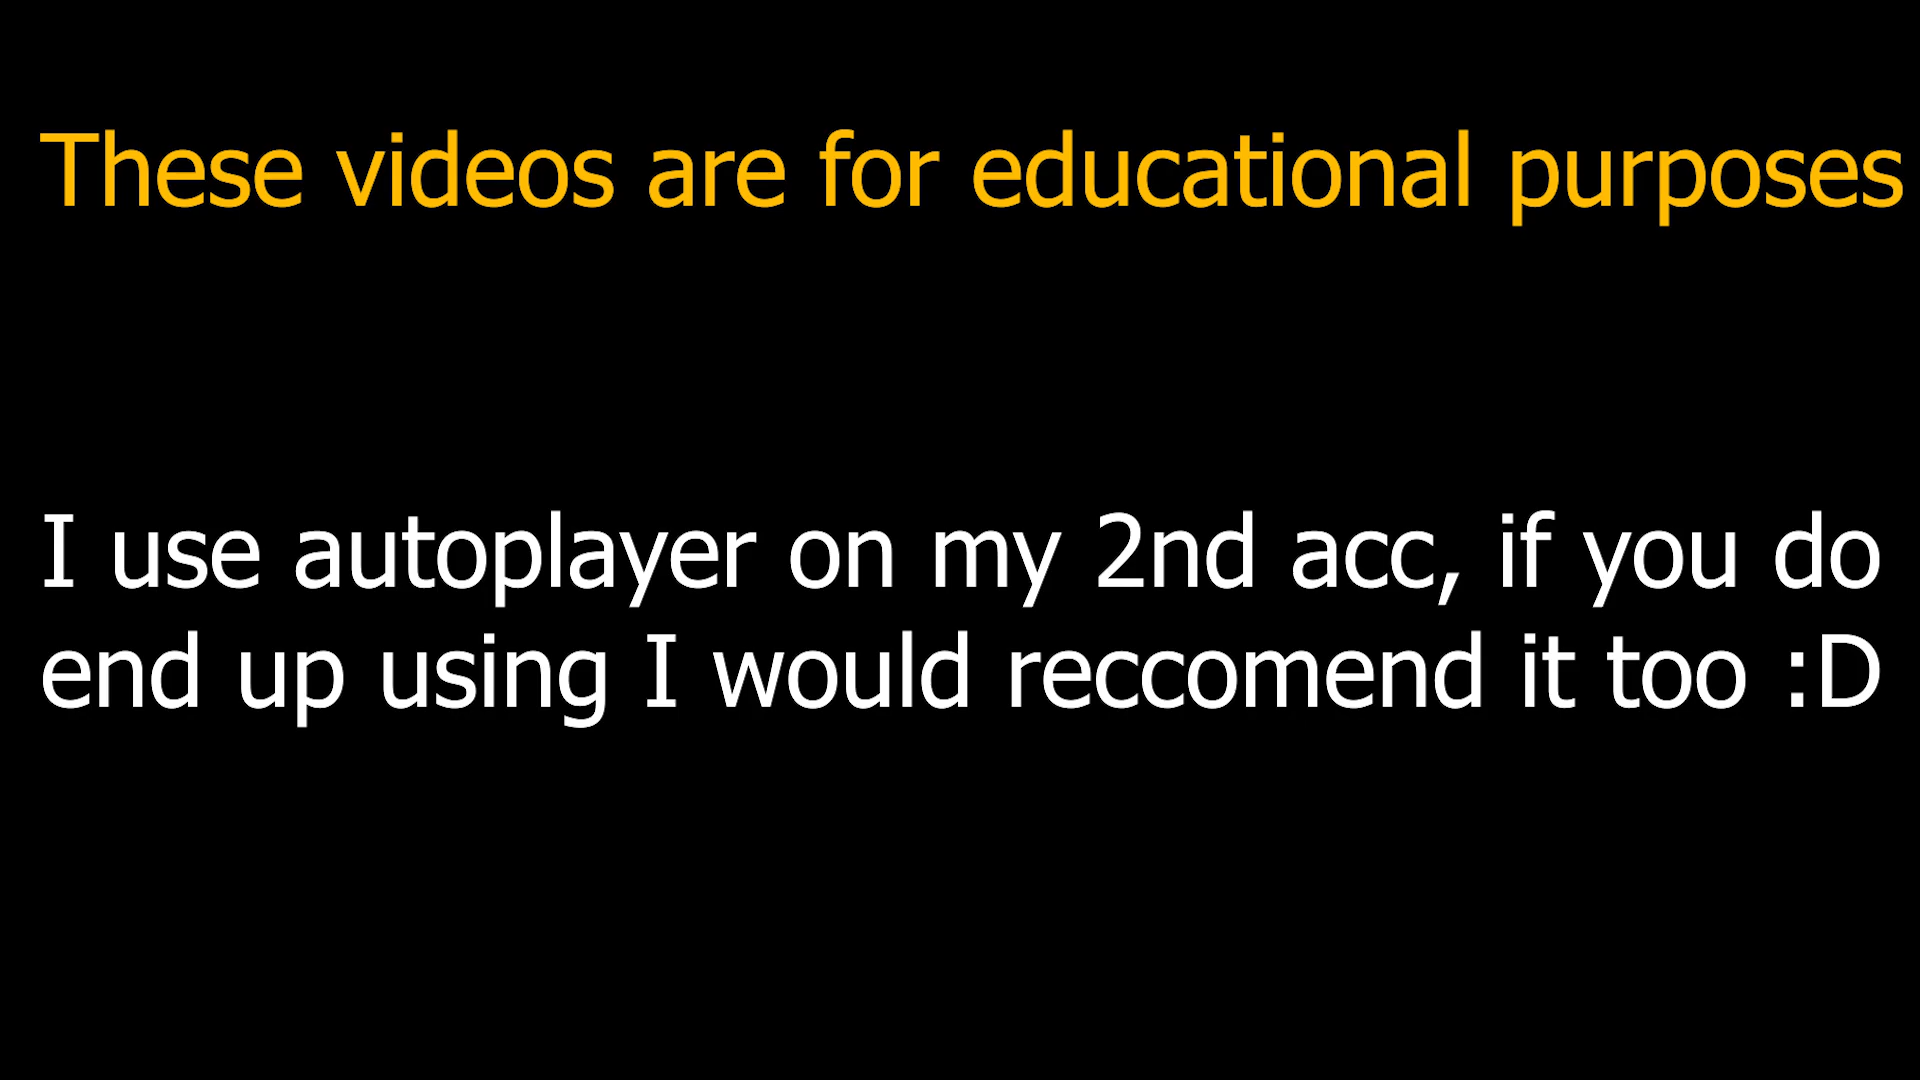 These videos are for educational purposes
I use autoplayer on my 2nd acc, if you do
end up using I would reccomend it too :D